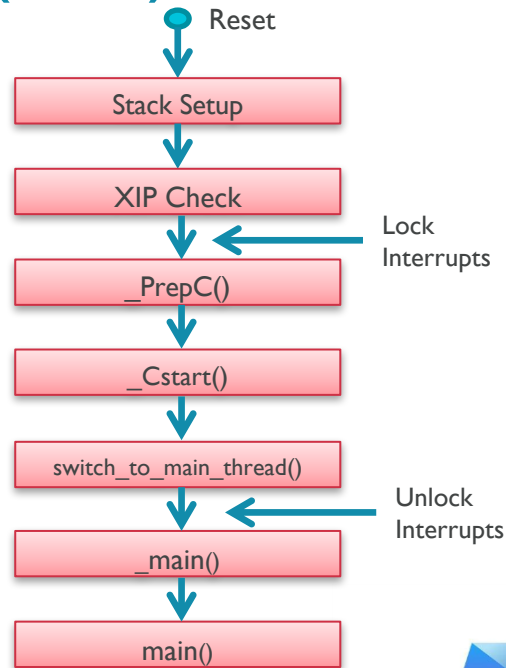 Reset
Stack Setup
XIP Check
Lock
Interrupts
_PrepC()
_Cstart()
switch_to_main_thread()
Unlock
Interrupts
_main()
main()